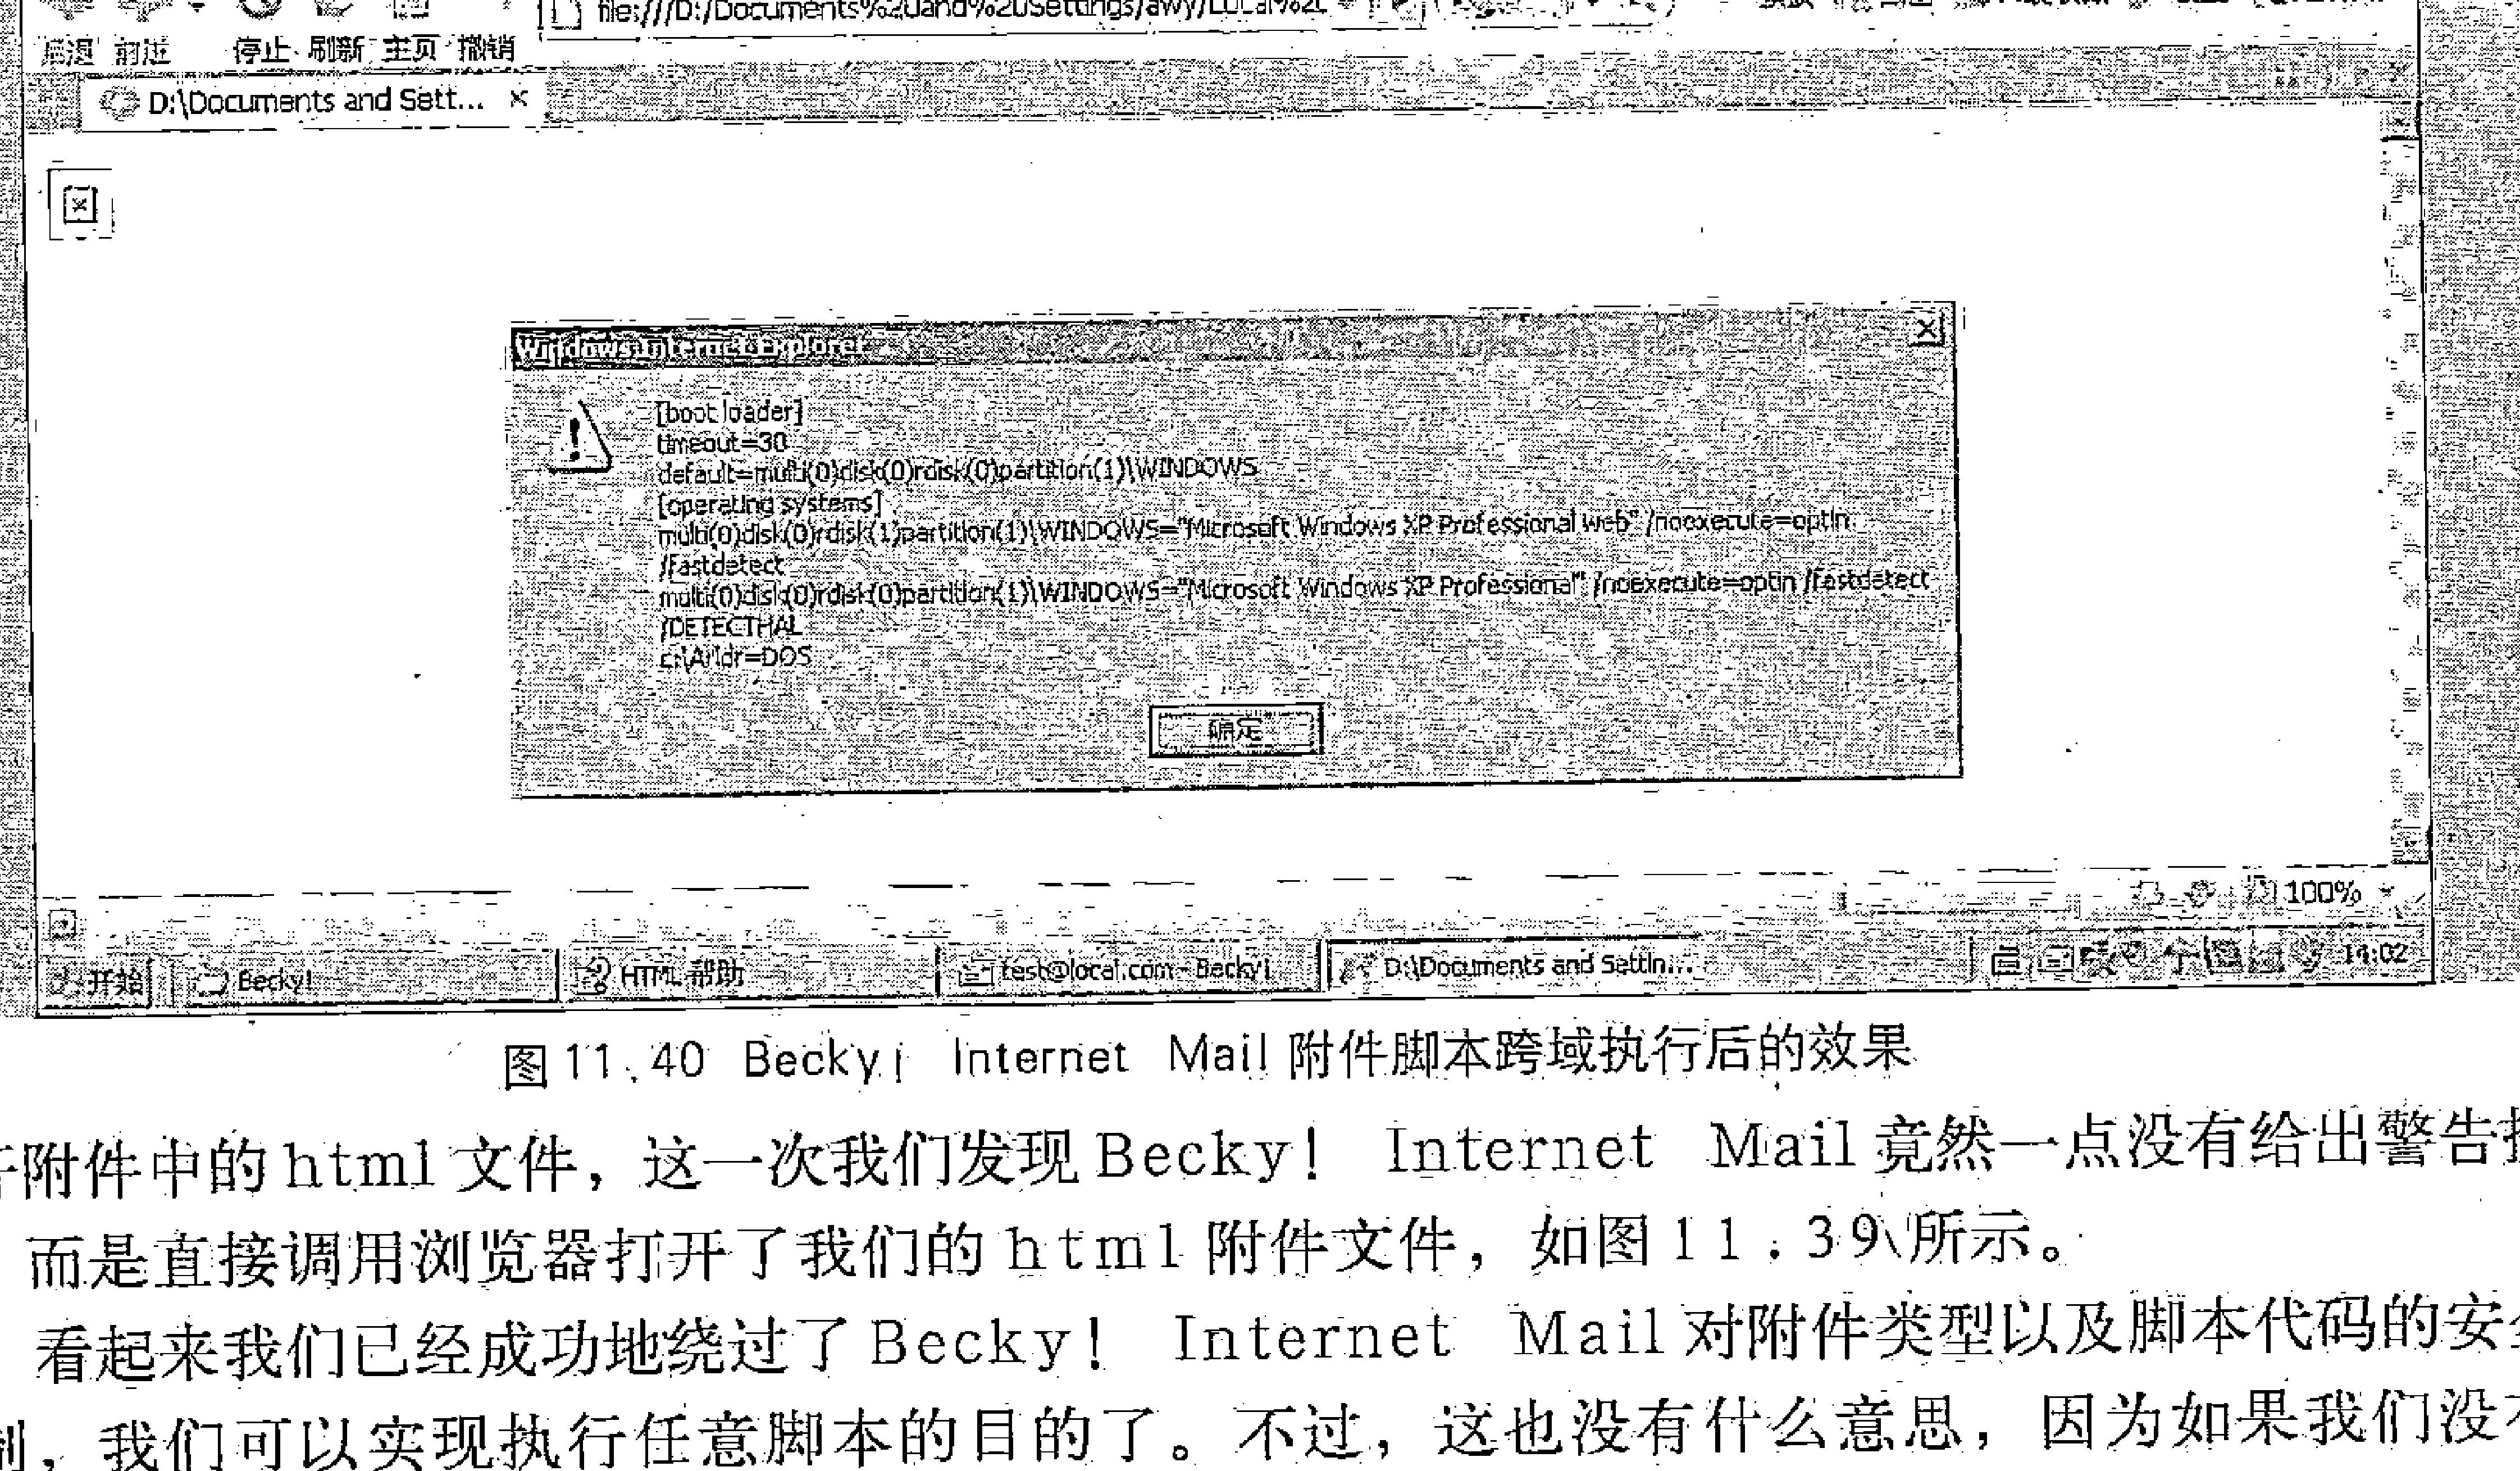 file:///D:/Documents%20and%20Settings/awy/Local%2
后退 前进 停止 刷新 主页 撤销
D:\Documents and Sett... ×
Windows Internet Explorer
[boot loader]
timeout=30
default=multi(0)disk(0)rdisk(0)partition(1)\WINDOWS
[operating systems]
multi(0)disk(0)rdisk(1)partition(1)\WINDOWS="Microsoft Windows XP Professional web" /noexecute=optin
/fastdetect
multi(0)disk(0)rdisk(0)partition(1)\WINDOWS="Microsoft Windows XP Professional" /noexecute=optin /fastdetect
/DETECTHAL
c:\Arldr=DOS
确定
100%
开始 Becky! HTML 帮助 test@local.com - Becky! D:\Documents and Settin... 14:02
图 11.40 Becky! Internet Mail 附件脚本跨域执行后的效果
附件中的 html 文件，这一次我们发现 Becky! Internet Mail 竟然一点没有给出警告
而是直接调用浏览器打开了我们的 html 附件文件，如图 11.39\所示。
看起来我们已经成功地绕过了 Becky! Internet Mail 对附件类型以及脚本代码的安
，我们可以实现执行任意脚本的目的了。不过，这也没有什么意思，因为如果我们没